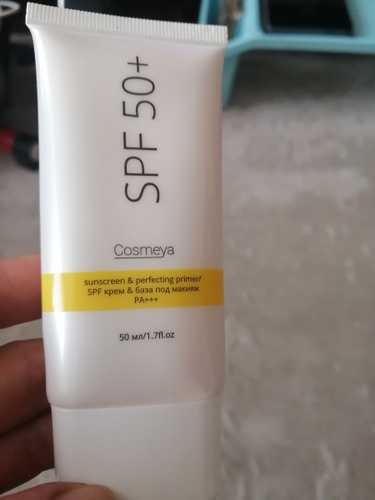 SPF 50+
Cosmeya
sunscreen & perfecting primer/
SPF крем & база под макияж
PA+++
50 мл/1.7fl.oz